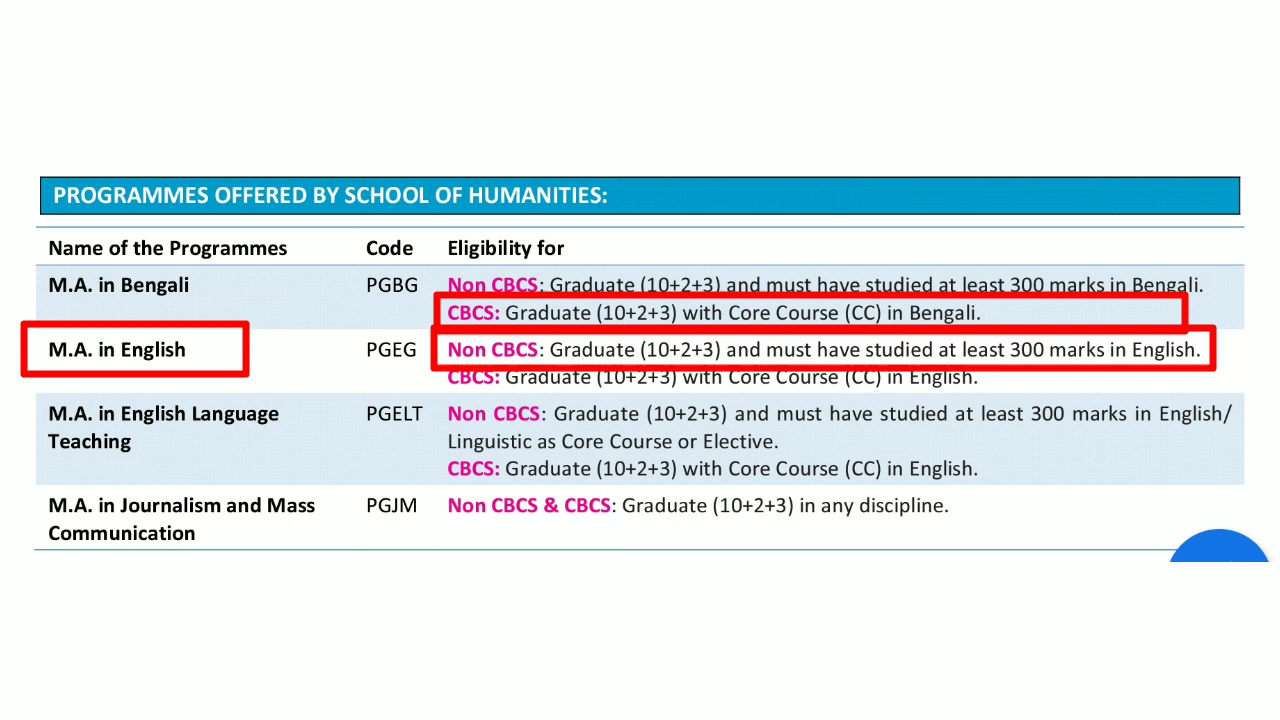 PROGRAMMES OFFERED BY SCHOOL OF HUMANITIES:
Name of the Programmes Code Eligibility for
M.A. in Bengali PGBG Non CBCS: Graduate (10+2+3) and must have studied at least 300 marks in Bengali.
CBCS: Graduate (10+2+3) with Core Course (CC) in Bengali.
M.A. in English PGEG Non CBCS: Graduate (10+2+3) and must have studied at least 300 marks in English.
CBCS: Graduate (10+2+3) with Core Course (CC) in English.
M.A. in English Language PGELT Non CBCS: Graduate (10+2+3) and must have studied at least 300 marks in English/
Teaching Linguistic as Core Course or Elective.
CBCS: Graduate (10+2+3) with Core Course (CC) in English.
M.A. in Journalism and Mass PGJM Non CBCS & CBCS: Graduate (10+2+3) in any discipline.
Communication